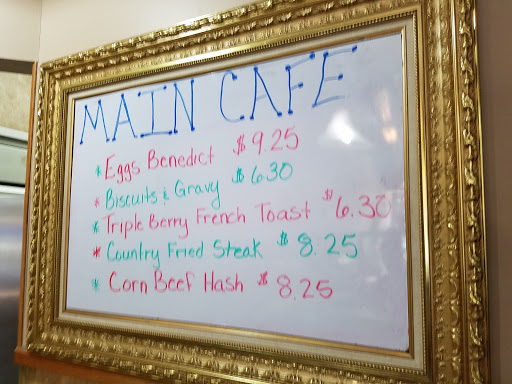 MAIN CAFE
* Eggs Benedict $9.25
* Biscuits & Gravy $6.30
* Triple Berry French Toast $6.30
* Country Fried Steak $8.25
* Corn Beef Hash $8.25